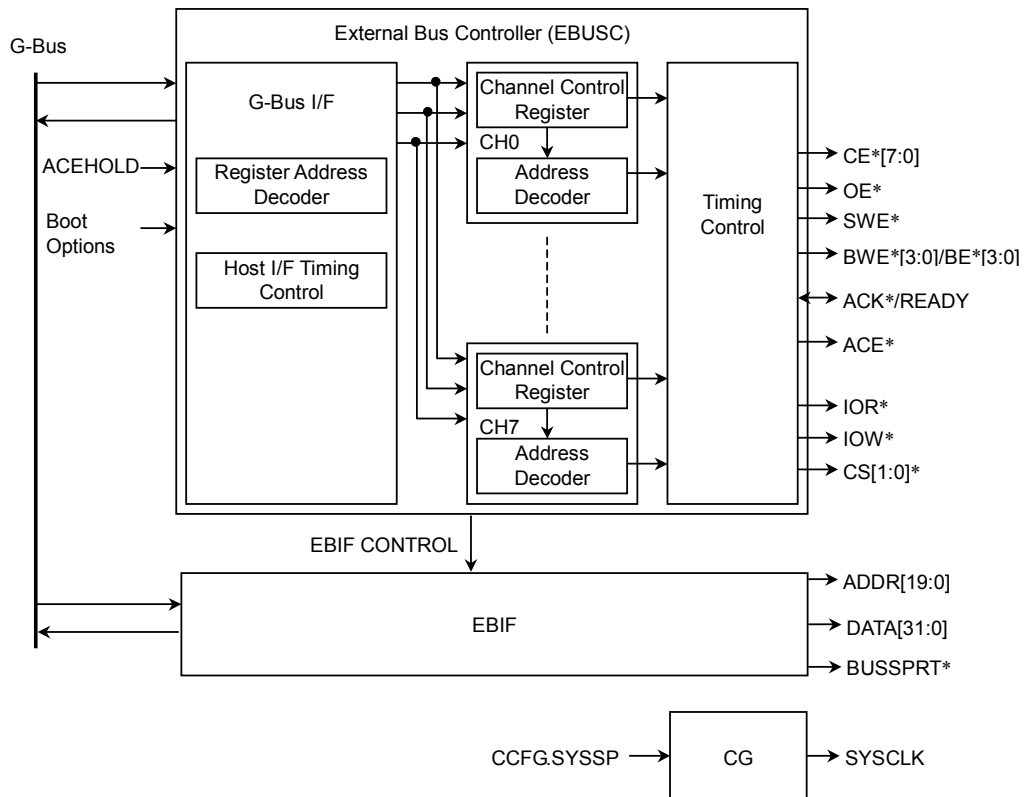 External Bus Controller (EBUSC)
G-Bus
G-Bus I/F
Channel Control
Register
CH0
Address
Decoder
ACEHOLD
Register Address
Decoder
Boot
Options
Host I/F Timing
Control
Timing
Control
CE*[7:0]
OE*
SWE*
BWE*[3:0]/BE*[3:0]
ACK*/READY
ACE*
Channel Control
Register
CH7
Address
Decoder
IOR*
IOW*
CS[1:0]*
EBIF CONTROL
EBIF
ADDR[19:0]
DATA[31:0]
BUSSPRT*
CCFG.SYSSP
CG
SYSCLK